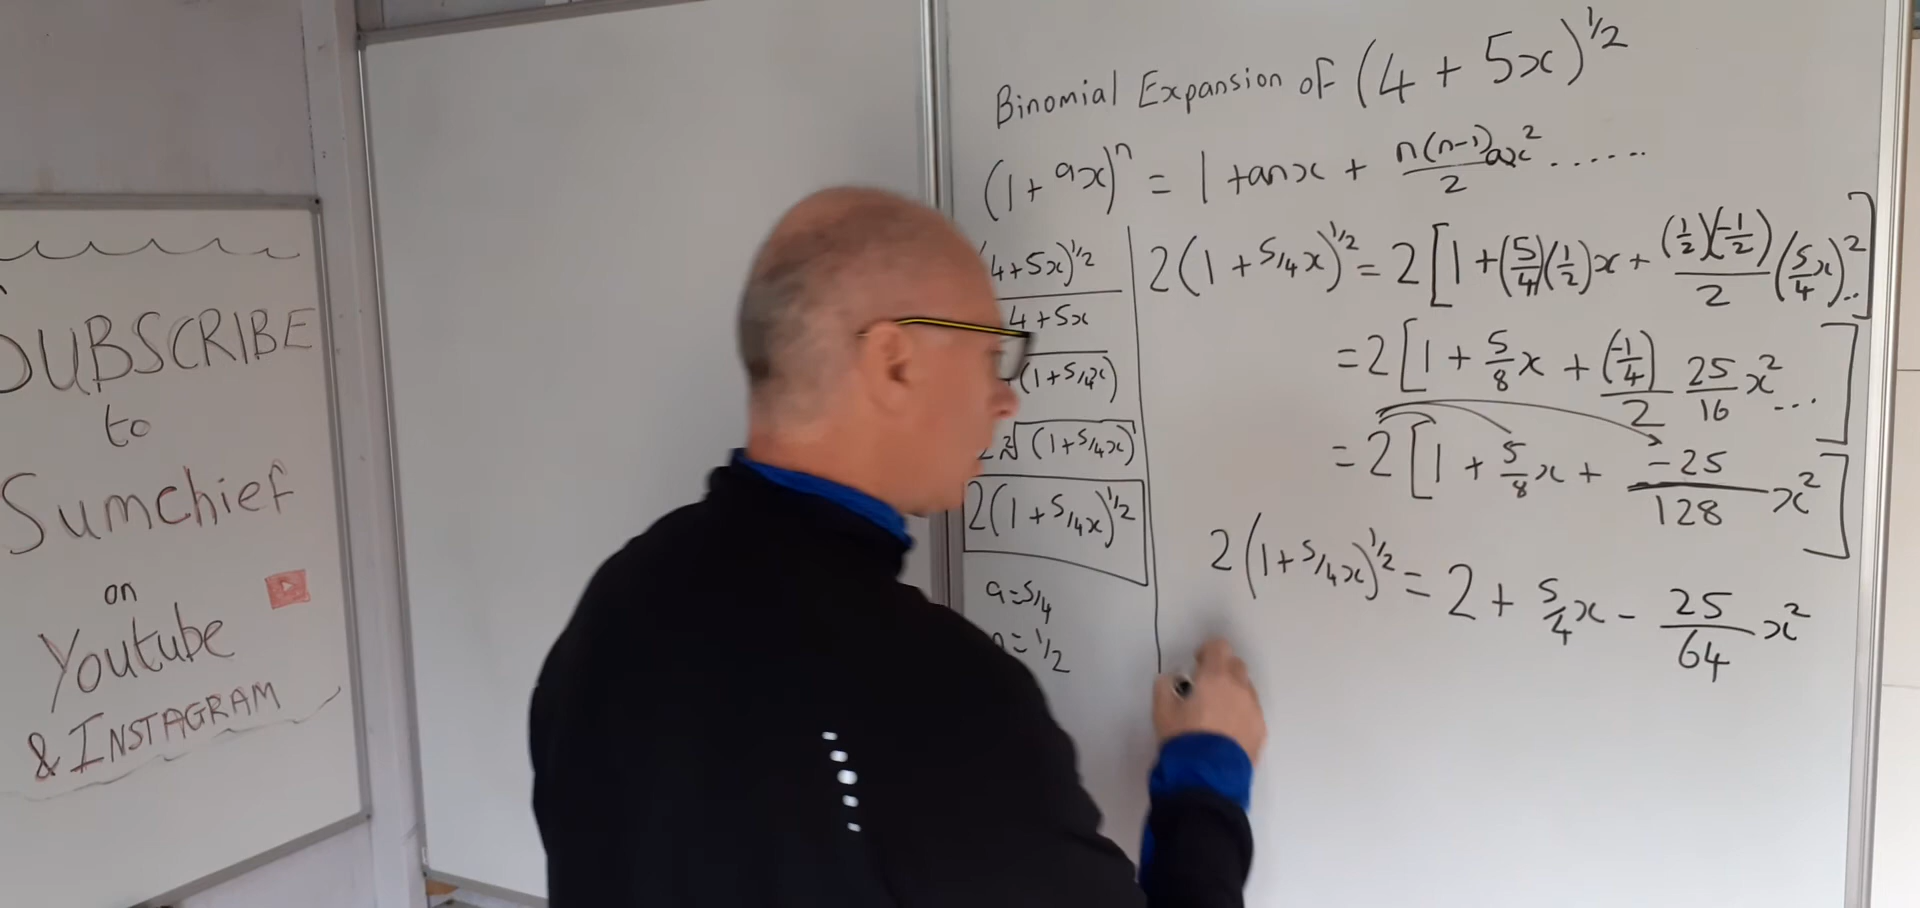 SUBSCRIBE
to
Sumchief
on
Youtube
& INSTAGRAM
Binomial Expansion of (4 + 5x)^1/2
(1 + ax)^n = 1 + anx + n(n-1)/2 ax^2 ......
4+5x)^1/2
4+5x
(1+5/4x)
2 2√(1+5/4x)
2(1+5/4x)^1/2
a=5/4
n=1/2
2(1+5/4x)^1/2 = 2[1+(5/4)(1/2)x + (1/2)(-1/2)/2 (5/4x)^2..]
=2[1 + 5/8x + (-1/4)/2 25/16x^2...]
=2[1 + 5/8x + -25/128 x^2]
2(1+5/4x)^1/2 = 2 + 5/4x - 25/64 x^2